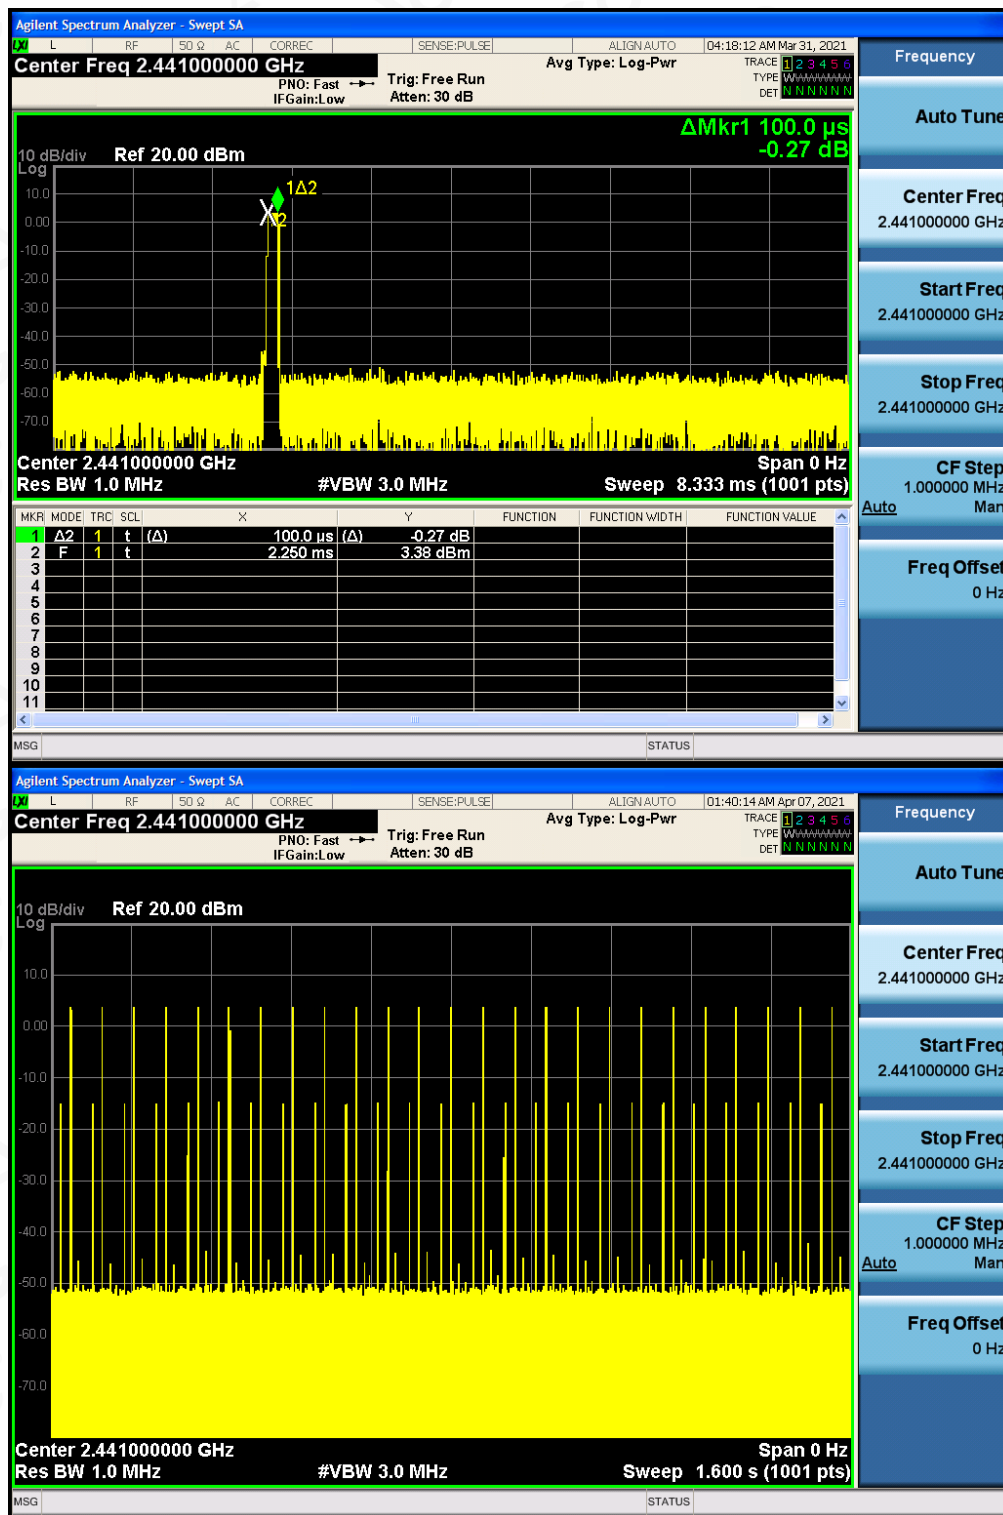 Agilent Spectrum Analyzer - Swept SA
LXI L RF 50 Ω AC CORREC SENSE:PULSE ALIGN AUTO 04:18:12 AM Mar 31, 2021
Center Freq 2.441000000 GHz
PNO: Fast
IFGain:Low
Trig: Free Run
Atten: 30 dB
Avg Type: Log-Pwr
TRACE 1 2 3 4 5 6
TYPE
DET N N N N N N
ΔMkr1 100.0 µs
-0.27 dB
10 dB/div Ref 20.00 dBm
Log
10.0
0.00
-10.0
-20.0
-30.0
-40.0
-50.0
-60.0
-70.0
1Δ2
2
Center 2.441000000 GHz Span 0 Hz
Res BW 1.0 MHz #VBW 3.0 MHz Sweep 8.333 ms (1001 pts)
MKR MODE TRC SCL X Y FUNCTION FUNCTION WIDTH FUNCTION VALUE
1 Δ2 1 t (Δ) 100.0 µs (Δ) -0.27 dB
2 F 1 t 2.250 ms 3.38 dBm
3
4
5
6
7
8
9
10
11
MSG STATUS
Frequency
Auto Tune
Center Freq
2.441000000 GHz
Start Freq
2.441000000 GHz
Stop Freq
2.441000000 GHz
CF Step
1.000000 MHz
Auto Man
Freq Offset
0 Hz
Agilent Spectrum Analyzer - Swept SA
LXI L RF 50 Ω AC CORREC SENSE:PULSE ALIGN AUTO 01:40:14 AM Apr 07, 2021
Center Freq 2.441000000 GHz
PNO: Fast
IFGain:Low
Trig: Free Run
Atten: 30 dB
Avg Type: Log-Pwr
TRACE 1 2 3 4 5 6
TYPE
DET N N N N N N
10 dB/div Ref 20.00 dBm
Log
10.0
0.00
-10.0
-20.0
-30.0
-40.0
-50.0
-60.0
-70.0
Center 2.441000000 GHz Span 0 Hz
Res BW 1.0 MHz #VBW 3.0 MHz Sweep 1.600 s (1001 pts)
MSG STATUS
Frequency
Auto Tune
Center Freq
2.441000000 GHz
Start Freq
2.441000000 GHz
Stop Freq
2.441000000 GHz
CF Step
1.000000 MHz
Auto Man
Freq Offset
0 Hz